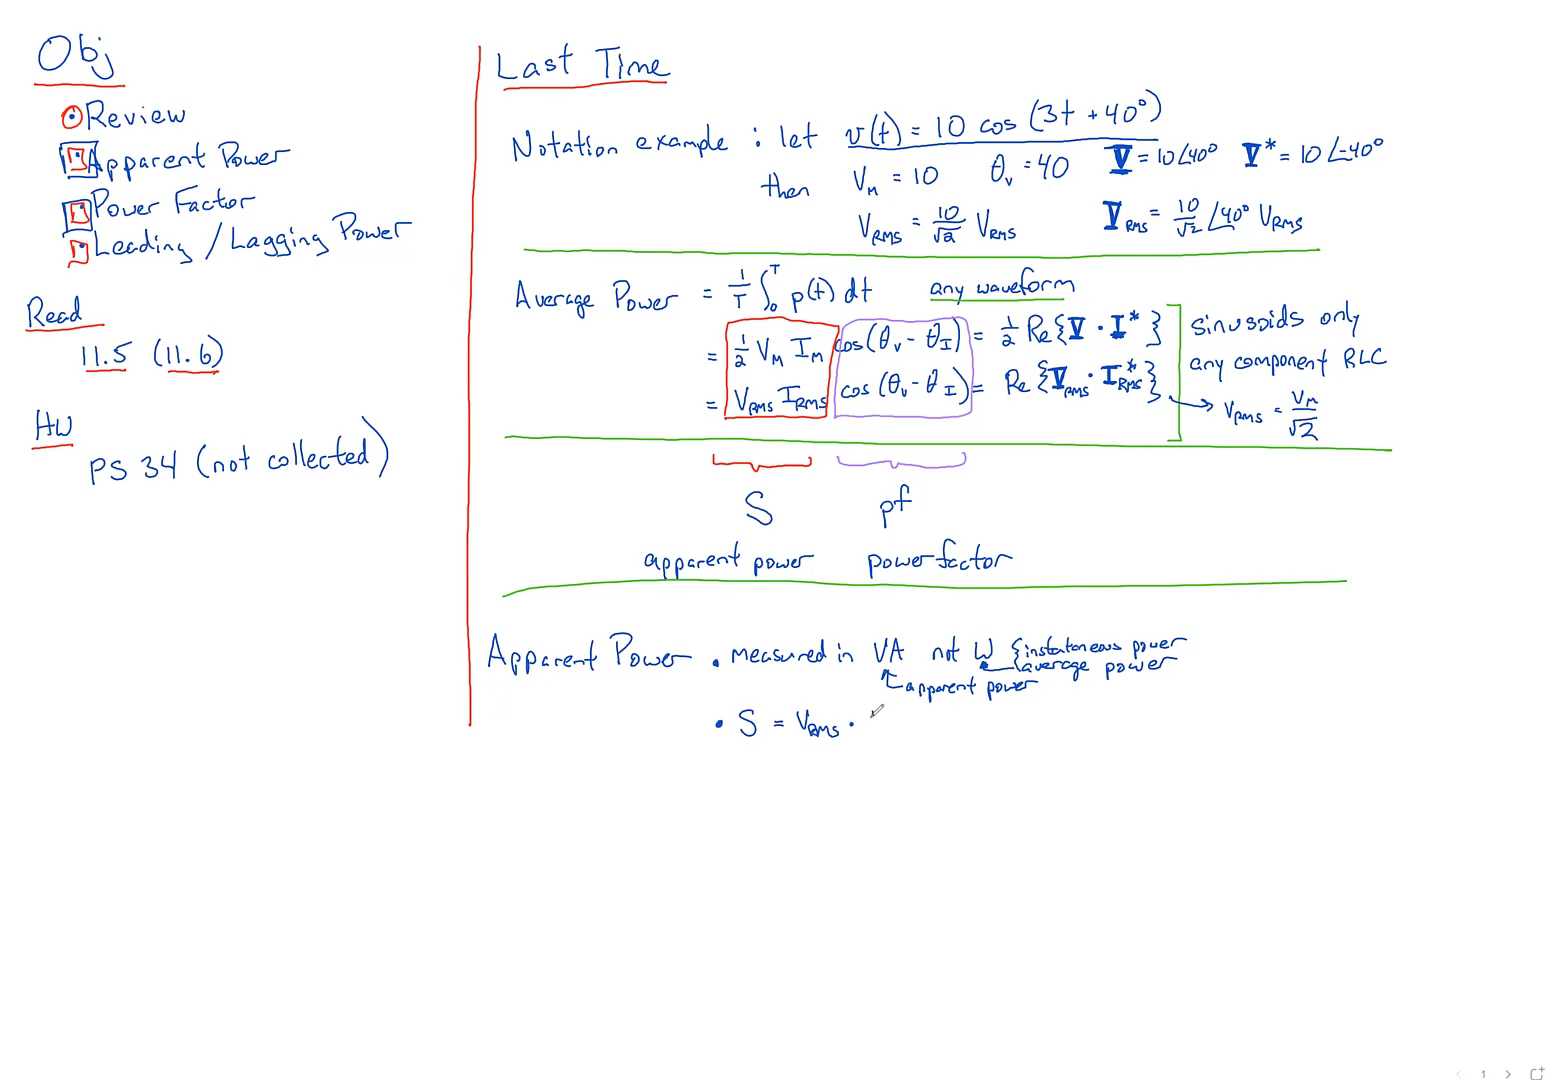 Obj
Review
Apparent Power
Power Factor
Leading / Lagging Power
Read
11.5 (11.6)
HW
PS 34 (not collected)
Last Time
Notation example : let v(t) = 10 cos (3t + 40°)
then V_M = 10 θ_v = 40 V = 10∠40° V* = 10∠-40°
V_RMS = 10/√2 V_RMS V_RMS = 10/√2 ∠40° V_RMS
Average Power = 1/T ∫_0^T p(t) dt any waveform
= 1/2 V_M I_M cos(θ_v - θ_I) = 1/2 Re{V · I*}
= V_RMS I_RMS cos(θ_v - θ_I) = Re{V_RMS · I_RMS*}
sinusoids only
any component RLC
→ V_RMS = V_M/√2
S pf
apparent power power factor
Apparent Power • measured in VA not W { instataneous power
average power
apparent power
• S = V_RMS ·
1